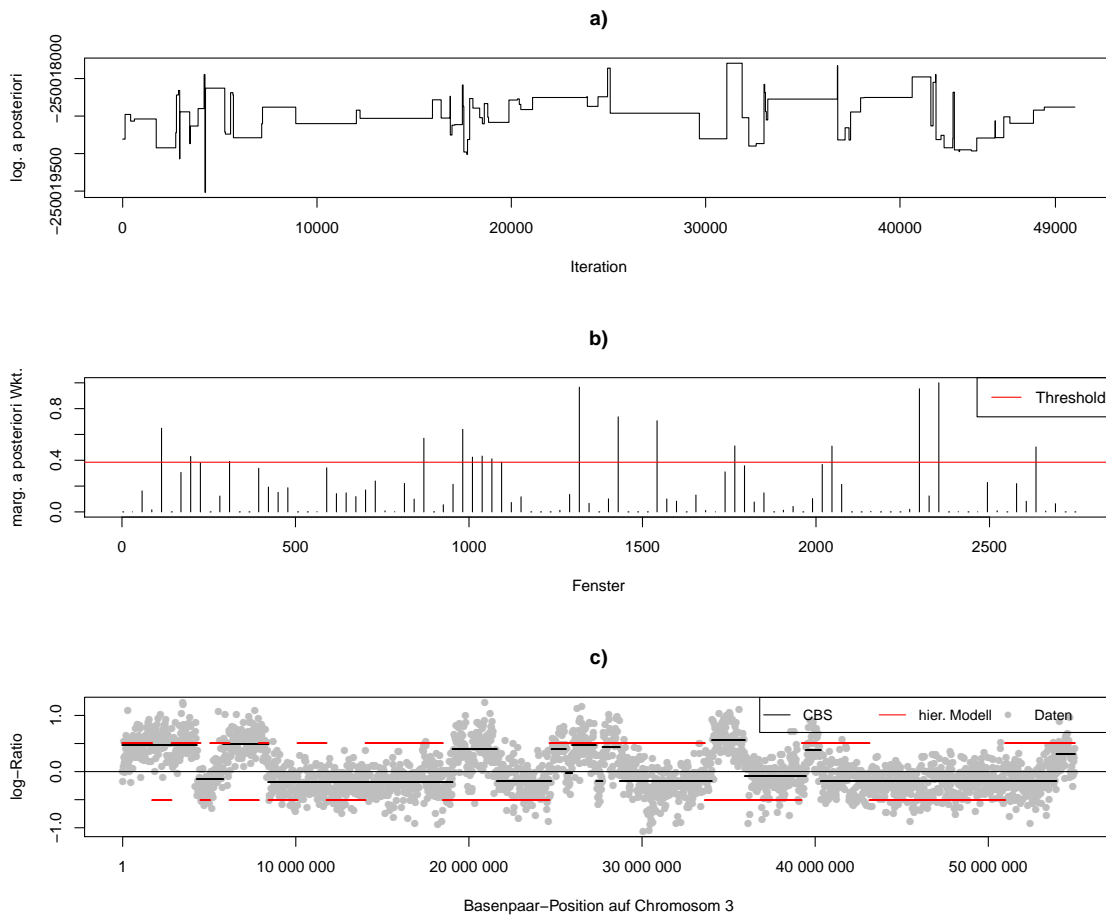 a)
log. a posteriori
−250018000
−250019500
0 10000 20000 30000 40000 49000
Iteration
b)
marg. a posteriori Wkt.
0.8
0.4
0.0
Threshold
0 500 1000 1500 2000 2500
Fenster
c)
log−Ratio
1.0
0.0
−1.0
CBS hier. Modell Daten
1 10 000 000 20 000 000 30 000 000 40 000 000 50 000 000
Basenpaar−Position auf Chromosom 3